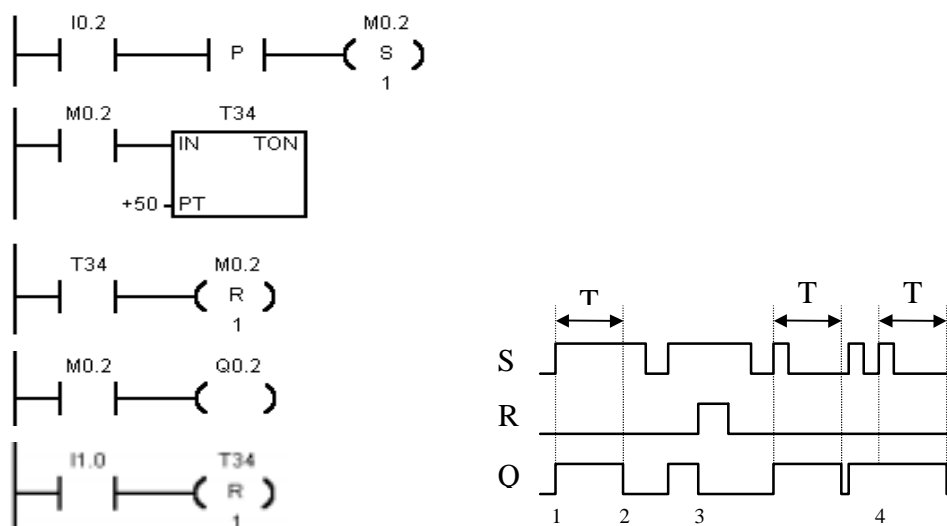 I0.2 M0.2
P S
1
M0.2 T34
IN TON
+50 PT
T34 M0.2
R
1
M0.2 Q0.2
I1.0 T34
R
1
T T T
S
R
Q
1 2 3 4